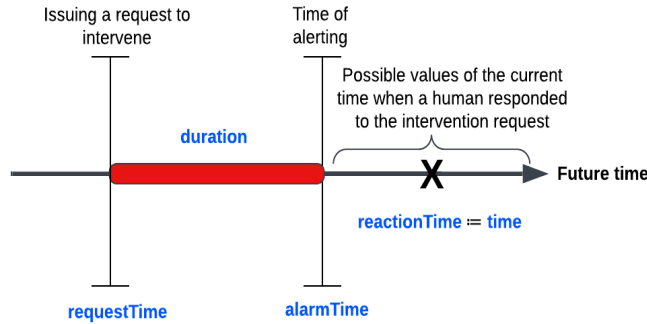 Issuing a request to
intervene
Time of
alerting
Possible values of the current
time when a human responded
to the intervention request
duration
X
Future time
reactionTime ≔ time
requestTime
alarmTime